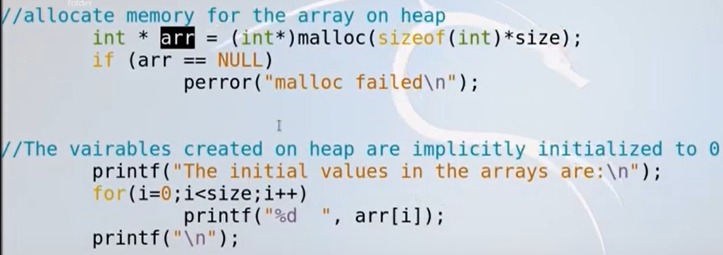 folder
//allocate memory for the array on heap
int * arr = (int*)malloc(sizeof(int)*size);
if (arr == NULL)
perror("malloc failed\n");
//The vairables created on heap are implicitly initialized to 0
printf("The initial values in the arrays are:\n");
for(i=0;i<size;i++)
printf("%d  ", arr[i]);
printf("\n");